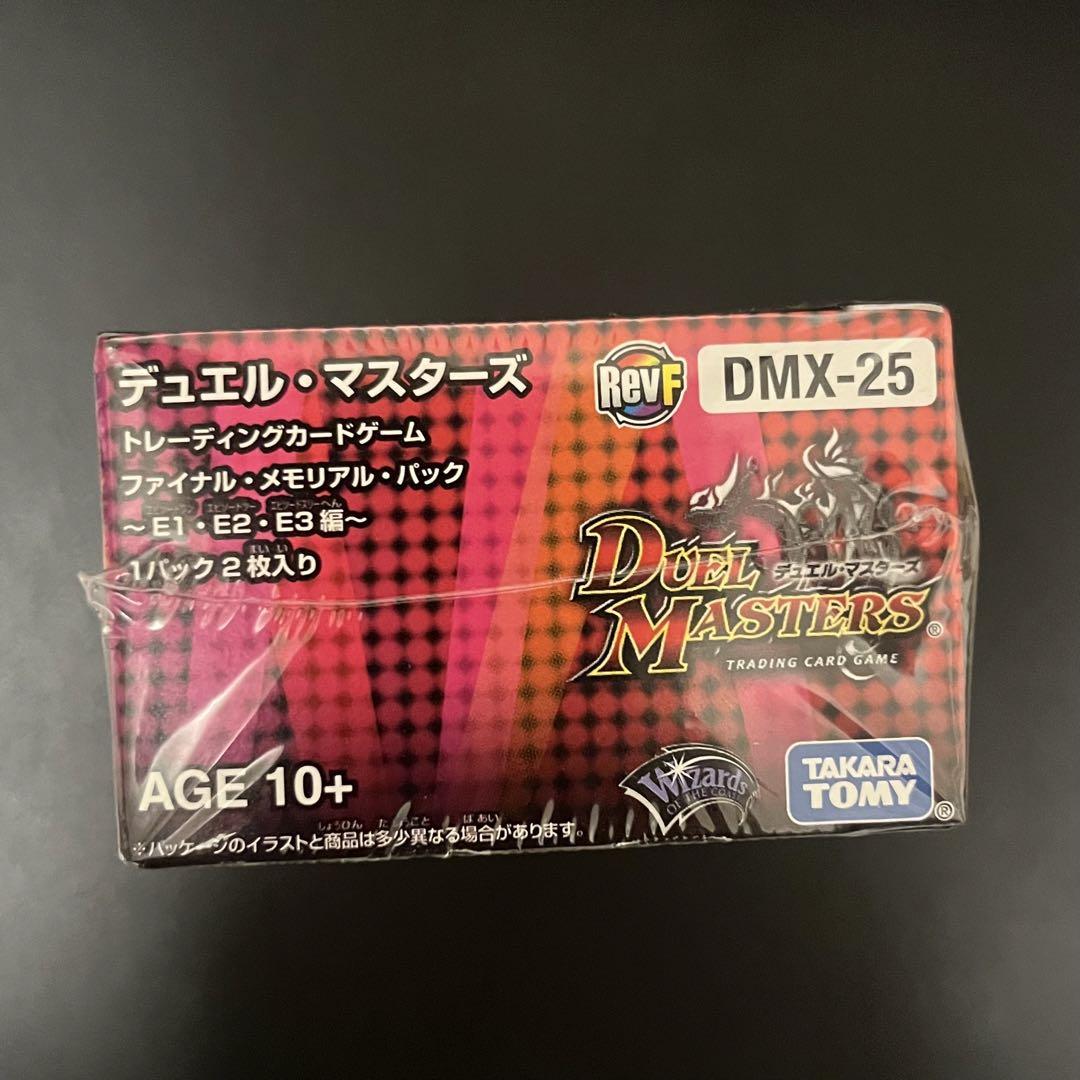 デュエル・マスターズ
トレーディングカードゲーム
ファイナル・メモリアル・パック
～E1・E2・E3編～
1パック2枚入り
RevF
DMX-25
デュエル・マスターズ
DUEL
MASTERS®
TRADING CARD GAME
AGE 10+
Wizards
OF THE COAST
TAKARA
TOMY®
※パッケージのイラストと商品は多少異なる場合があります。